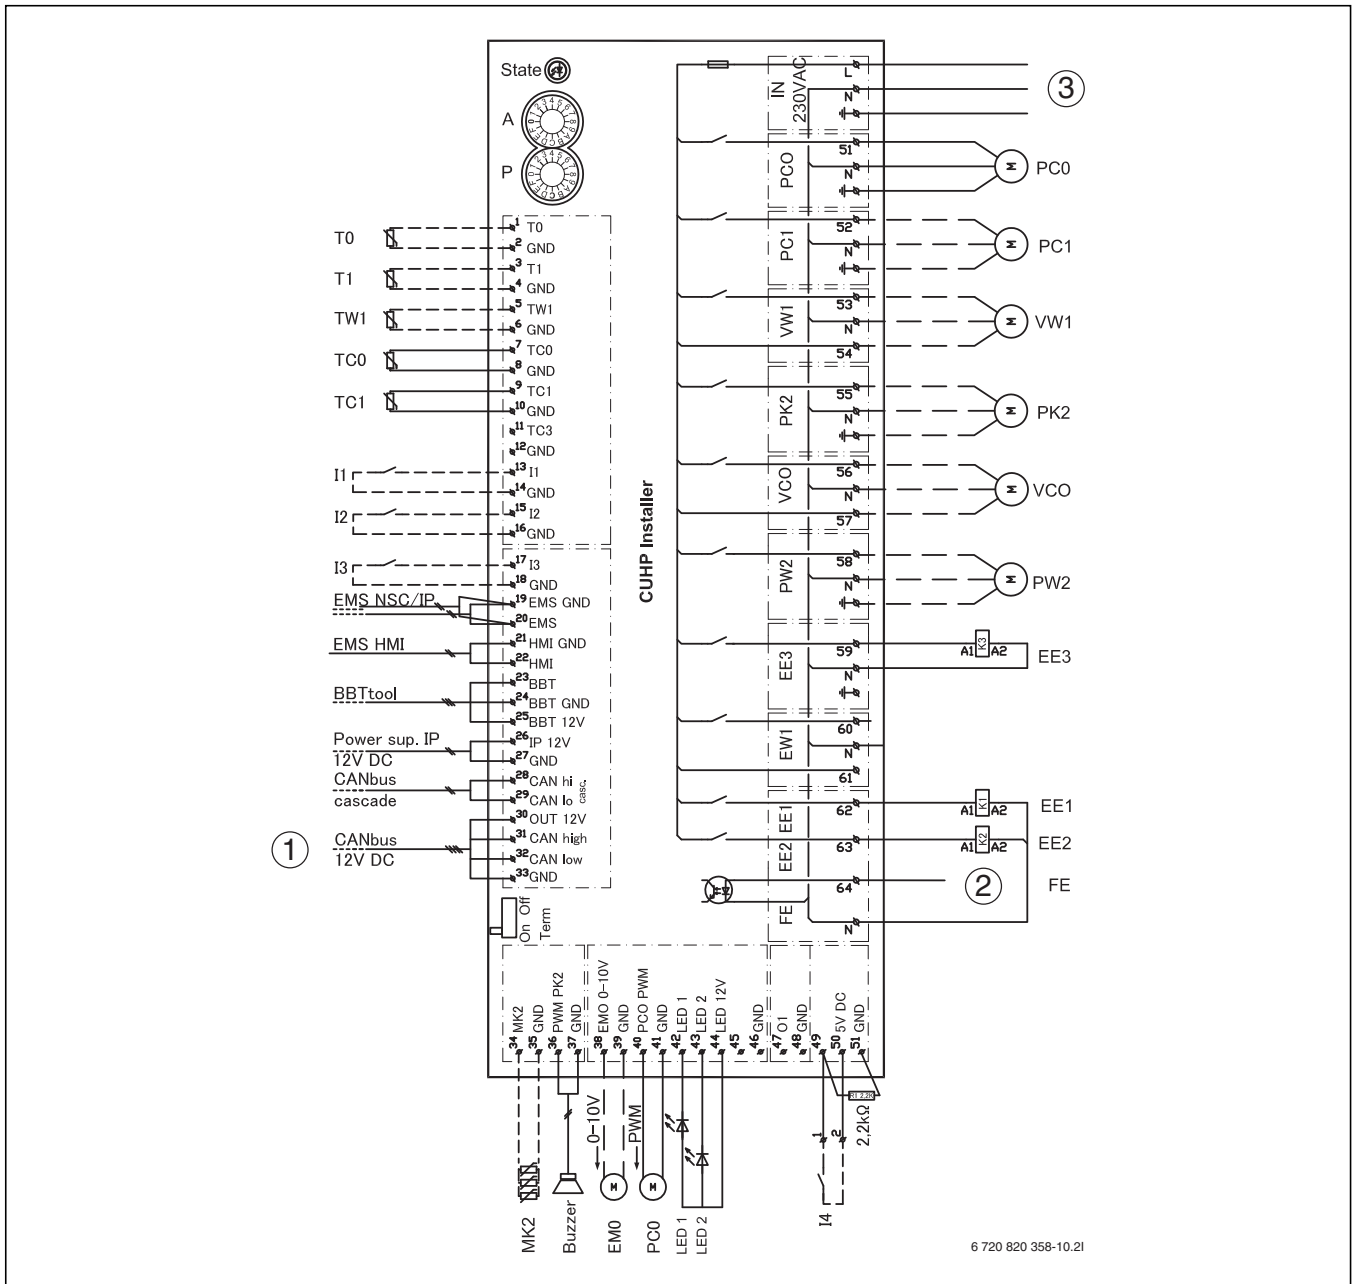 State
A
P
T0
1 T0
2 GND
T1
3 T1
4 GND
TW1
5 TW1
6 GND
TC0
7 TC0
8 GND
TC1
9 TC1
10 GND
11 TC3
12 GND
I1
13 I1
14 GND
I2
15 I2
16 GND
I3
17 I3
18 GND
EMS NSC/IP
19 EMS GND
20 EMS
EMS HMI
21 HMI GND
22 HMI
BBTtool
23 BBT
24 BBT GND
25 BBT 12V
Power sup. IP
12V DC
26 IP 12V
27 GND
CANbus
cascade
28 CAN hi
29 CAN lo
casc.
1
CANbus
12V DC
30 OUT 12V
31 CAN high
32 CAN low
33 GND
On Off
Term
CUHP Installer
IN
230VAC
L
N
3
PCO
51
N
M
PC0
PC1
52
N
M
PC1
VW1
53
N
54
M
VW1
PK2
55
N
M
PK2
VCO
56
N
57
M
VCO
PW2
58
N
M
PW2
EE3
59
N
A1 K3 A2
EE3
EW1
60
N
61
EE1
62
A1 K1 A2
EE1
EE2
63
A1 K2 A2
EE2
FE
64
N
2
FE
34 MK2
35 GND
36 PWM PK2
37 GND
38 EMO 0-10V
39 GND
40 PCO PWM
41 GND
42 LED 1
43 LED 2
44 LED 12V
45
46 GND
47 O1
48 GND
49
50 5V DC
51 GND
MK2
Buzzer
0-10V
M
EM0
PWM
M
PC0
LED 1
LED 2
1
2
R1 2.2K
2,2kΩ
I4
6 720 820 358-10.2I